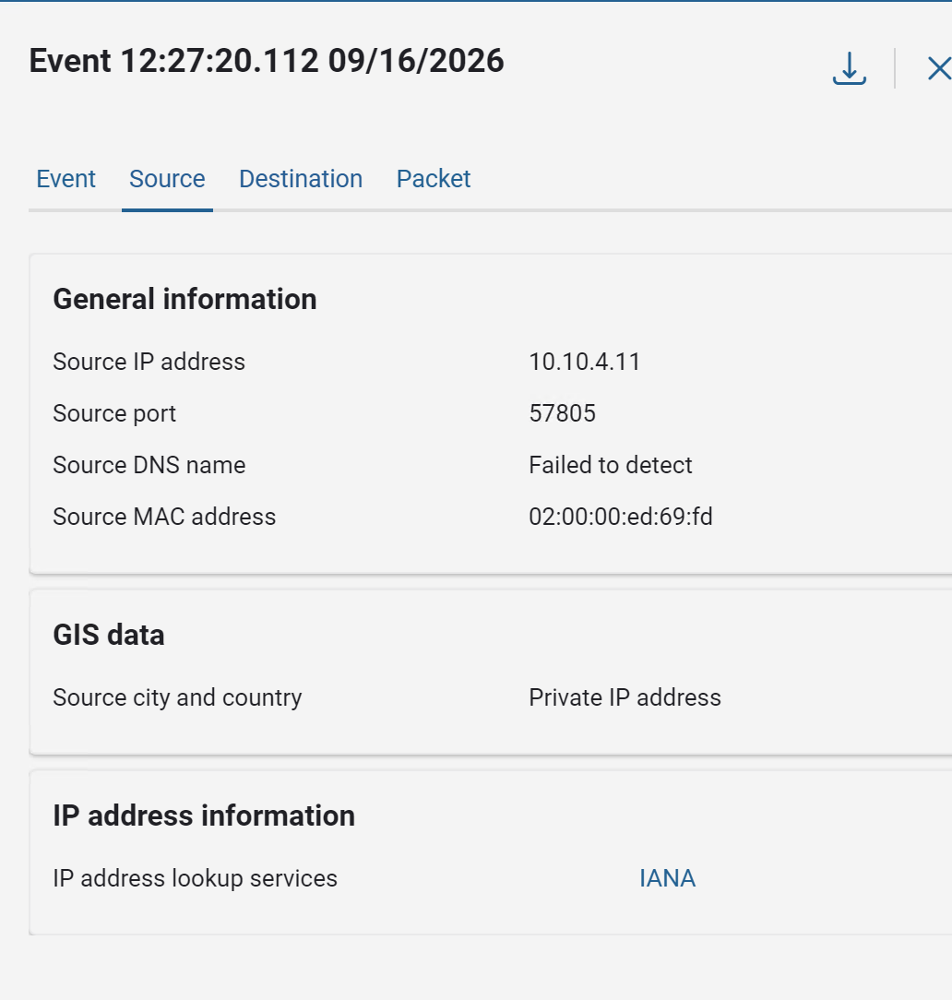 Event 12:27:20.112 09/16/2026
Event Source Destination Packet
General information
Source IP address 10.10.4.11
Source port 57805
Source DNS name Failed to detect
Source MAC address 02:00:00:ed:69:fd
GIS data
Source city and country Private IP address
IP address information
IP address lookup services IANA